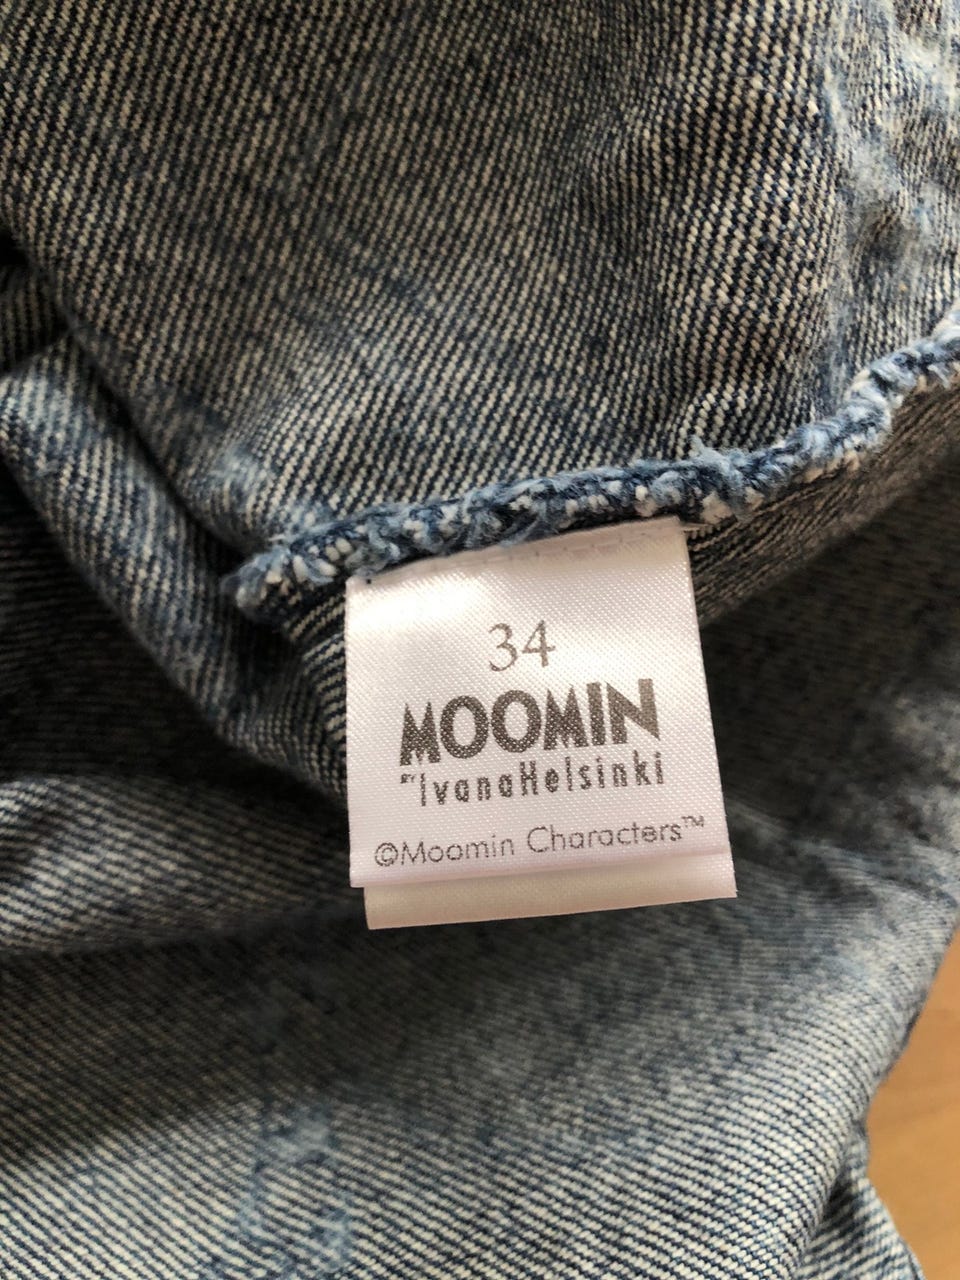 34
MOOMIN
BY IvanaHelsinki
©Moomin Characters™